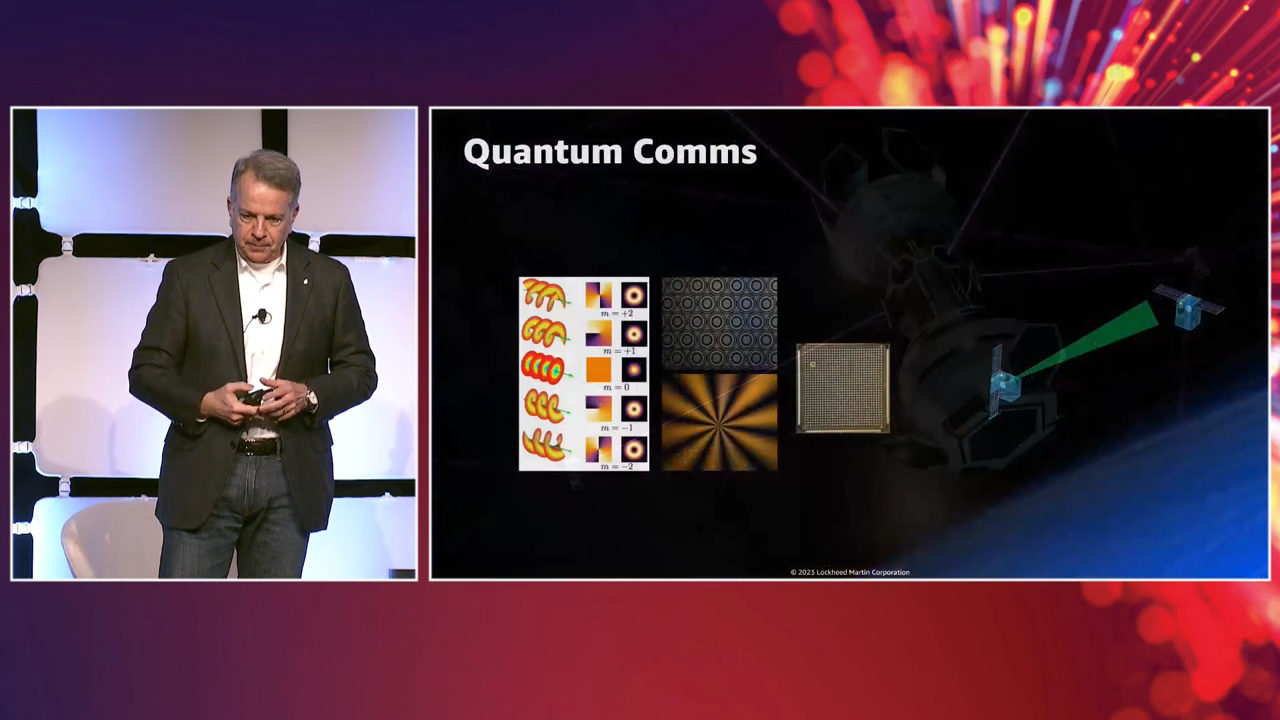 Quantum Comms
m = +2
m = +1
m = 0
m = −1
m = −2
© 2023 Lockheed Martin Corporation